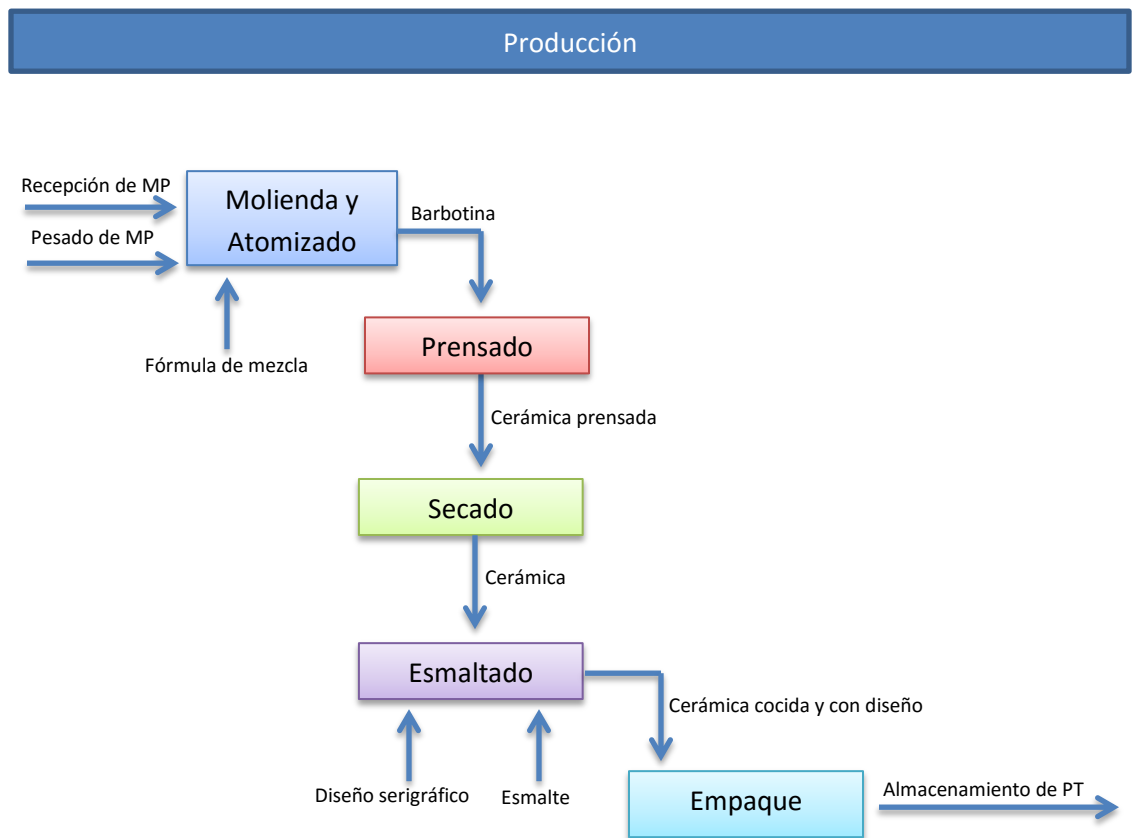 Producción
Recepción de MP
Pesado de MP
Molienda y
Atomizado
Barbotina
Fórmula de mezcla
Prensado
Cerámica prensada
Secado
Cerámica
Esmaltado
Cerámica cocida y con diseño
Diseño serigráfico
Esmalte
Empaque
Almacenamiento de PT